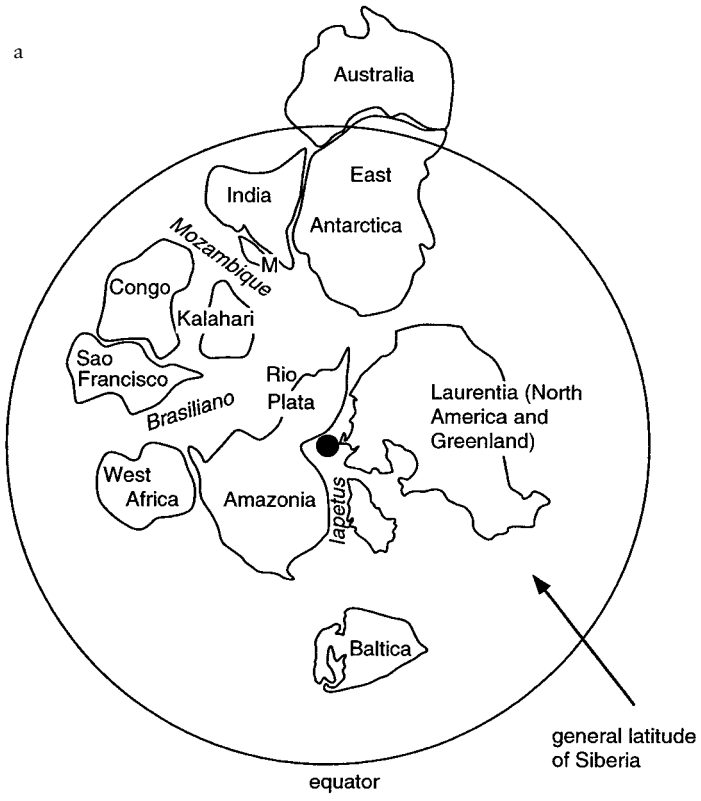 a
Australia
East
Antarctica
India
Mozambique
M
Congo
Kalahari
Sao
Francisco
Rio
Plata
Brasiliano
Laurentia (North
America and
Greenland)
West
Africa
Amazonia
Iapetus
Baltica
general latitude
of Siberia
equator